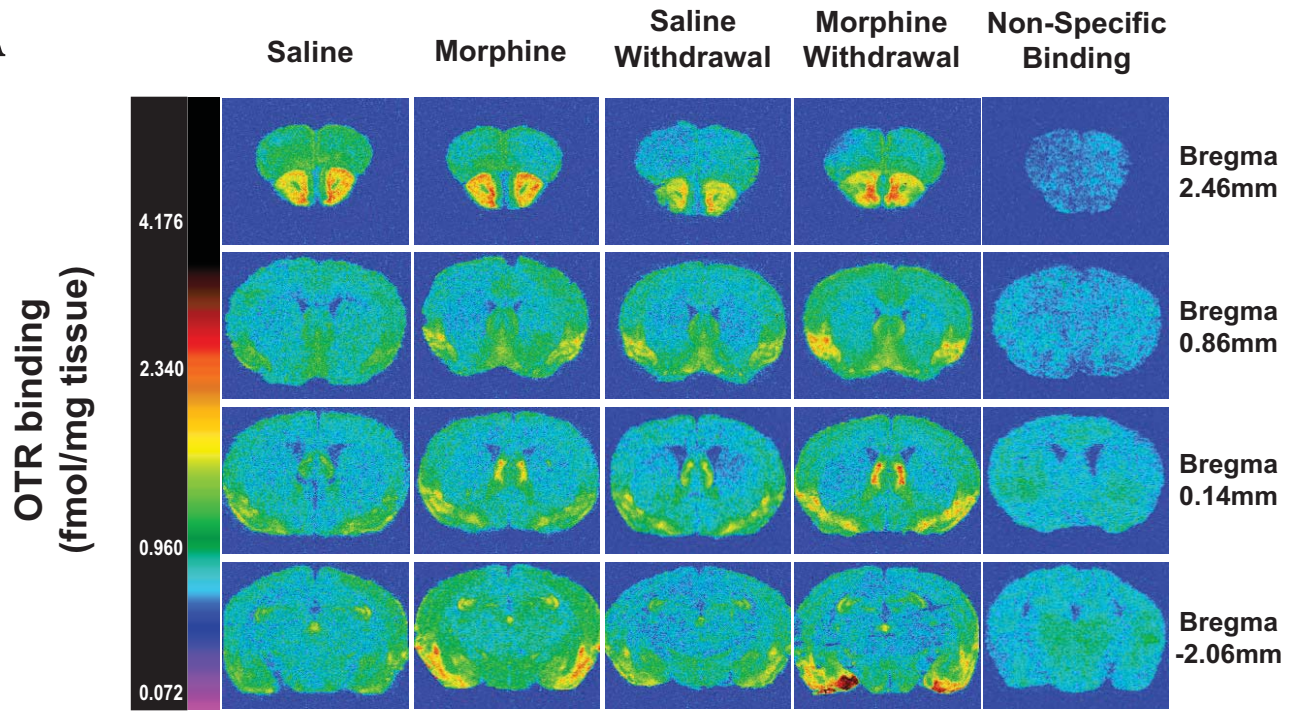 A
Saline
Morphine
Saline
Withdrawal
Morphine
Withdrawal
Non-Specific
Binding
OTR binding
(fmol/mg tissue)
4.176
2.340
0.960
0.072
Bregma
2.46mm
Bregma
0.86mm
Bregma
0.14mm
Bregma
-2.06mm